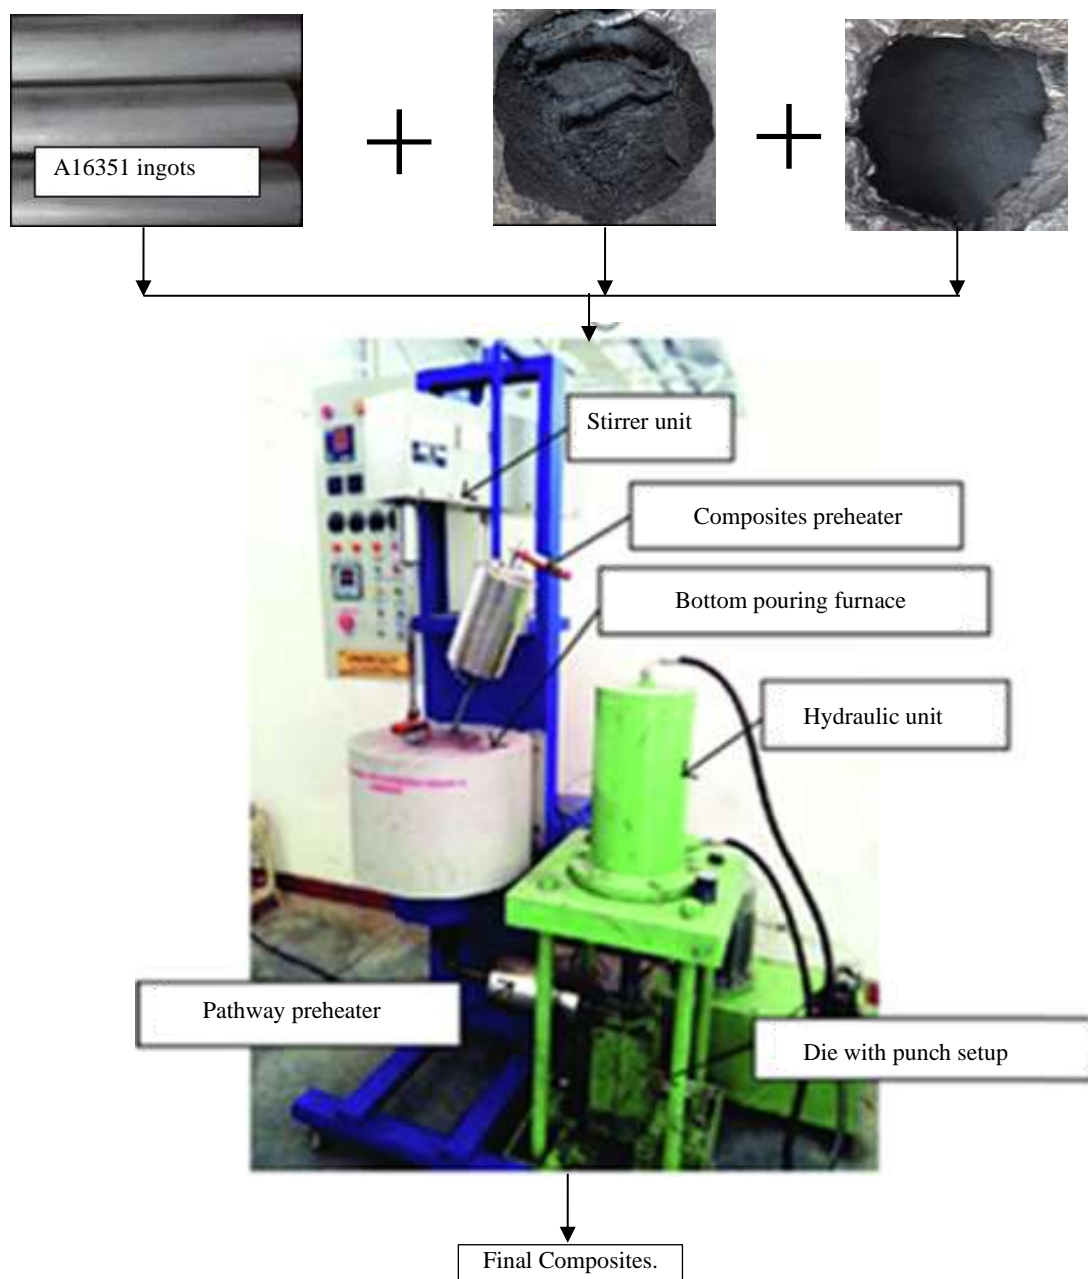 A16351 ingots
Stirrer unit
Composites preheater
Bottom pouring furnace
Hydraulic unit
Pathway preheater
Die with punch setup
Final Composites.